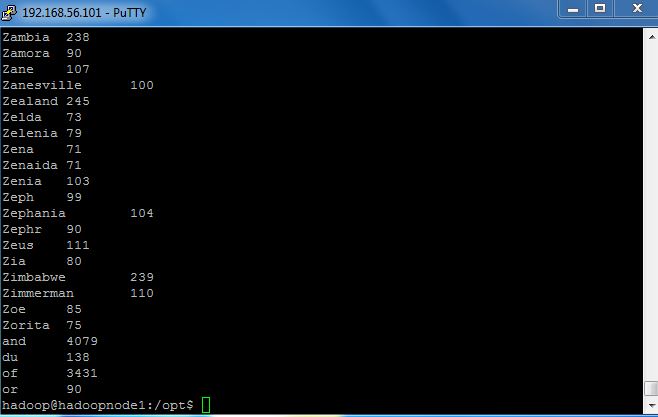 192.168.56.101 - PuTTY
Zambia 238
Zamora 90
Zane 107
Zanesville 100
Zealand 245
Zelda 73
Zelenia 79
Zena 71
Zenaida 71
Zenia 103
Zeph 99
Zephania 104
Zephr 90
Zeus 111
Zia 80
Zimbabwe 239
Zimmerman 110
Zoe 85
Zorita 75
and 4079
du 138
of 3431
or 90
hadoop@hadoopnode1:/opt$